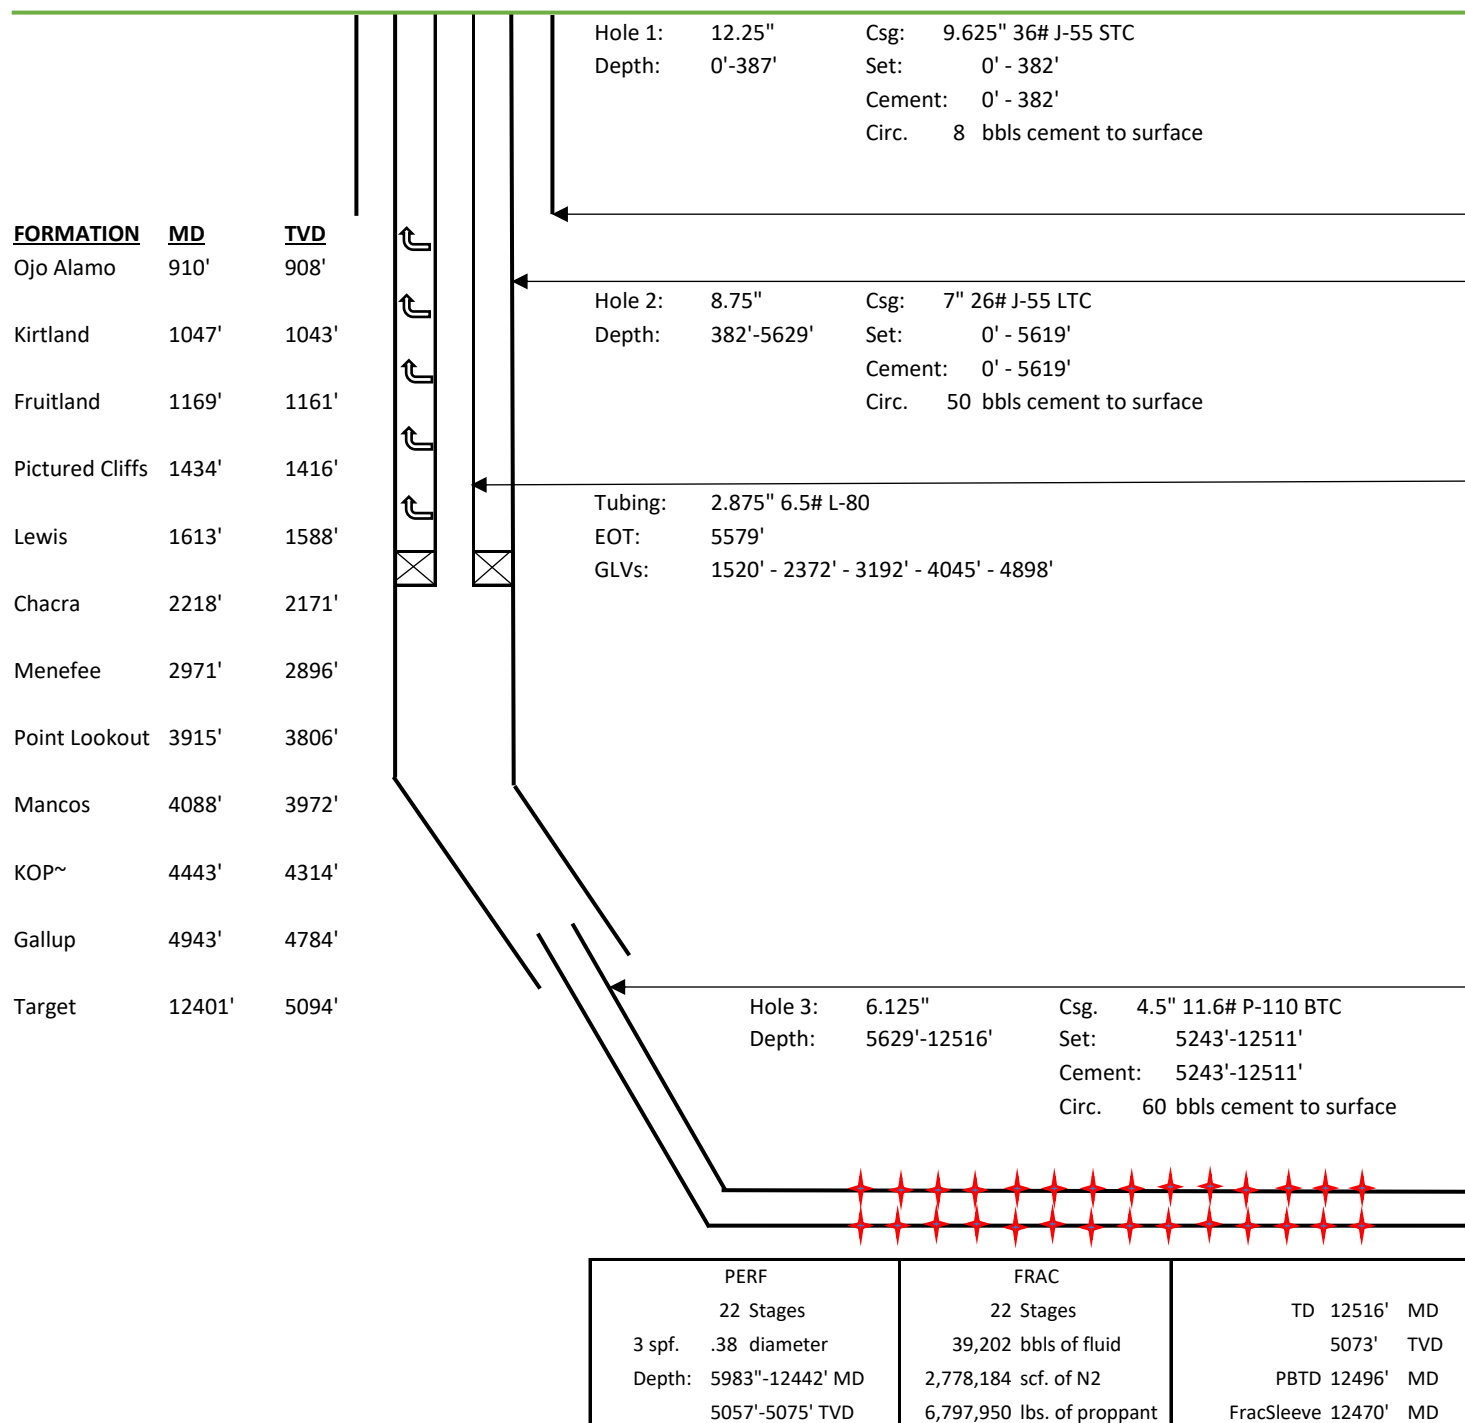 Hole 1: 12.25" Csg: 9.625" 36# J-55 STC
Depth: 0'-387' Set: 0' - 382'
Cement: 0' - 382'
Circ. 8 bbls cement to surface
FORMATION MD TVD
Ojo Alamo 910' 908'
Hole 2: 8.75" Csg: 7" 26# J-55 LTC
Kirtland 1047' 1043' Depth: 382'-5629' Set: 0' - 5619'
Cement: 0' - 5619'
Fruitland 1169' 1161' Circ. 50 bbls cement to surface
Pictured Cliffs 1434' 1416'
Tubing: 2.875" 6.5# L-80
Lewis 1613' 1588' EOT: 5579'
GLVs: 1520' - 2372' - 3192' - 4045' - 4898'
Chacra 2218' 2171'
Menefee 2971' 2896'
Point Lookout 3915' 3806'
Mancos 4088' 3972'
KOP~ 4443' 4314'
Gallup 4943' 4784'
Target 12401' 5094' Hole 3: 6.125" Csg. 4.5" 11.6# P-110 BTC
Depth: 5629'-12516' Set: 5243'-12511'
Cement: 5243'-12511'
Circ. 60 bbls cement to surface
PERF FRAC
22 Stages 22 Stages TD 12516' MD
3 spf. .38 diameter 39,202 bbls of fluid 5073' TVD
Depth: 5983"-12442' MD 2,778,184 scf. of N2 PBTD 12496' MD
5057'-5075' TVD 6,797,950 lbs. of proppant FracSleeve 12470' MD